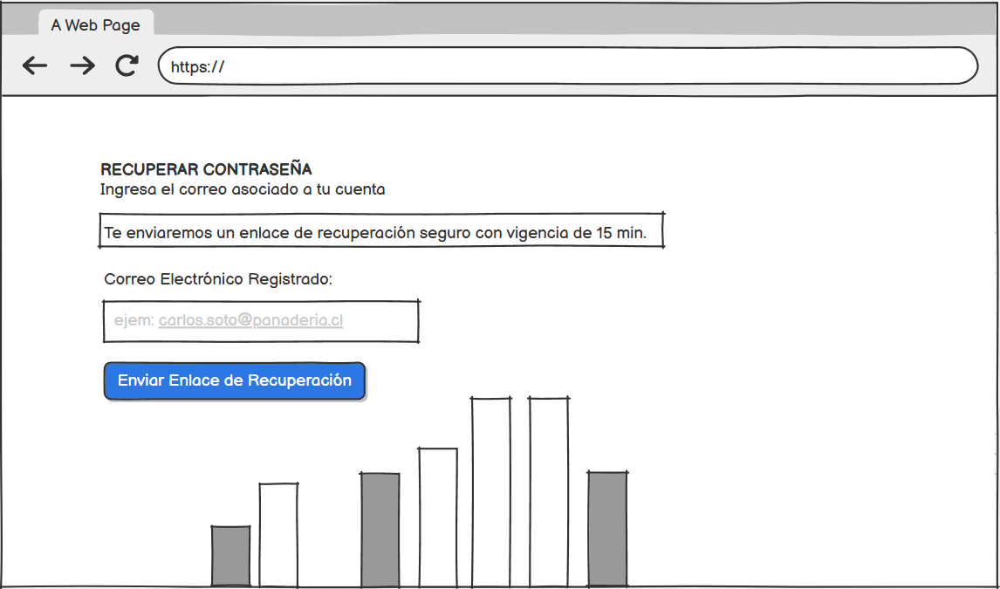 A Web Page
https://
RECUPERAR CONTRASEÑA
Ingresa el correo asociado a tu cuenta
Te enviaremos un enlace de recuperación seguro con vigencia de 15 min.
Correo Electrónico Registrado:
ejem: carlos.soto@panaderia.cl
Enviar Enlace de Recuperación